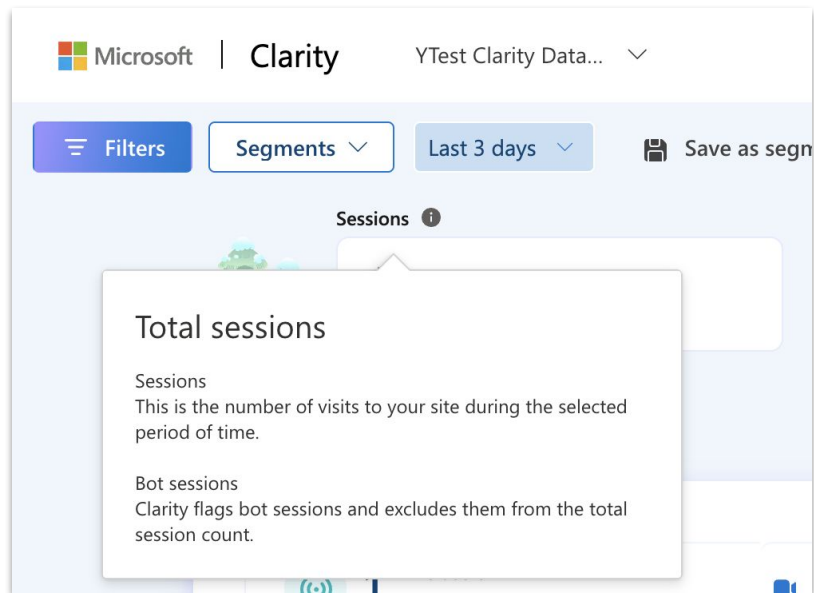 Microsoft | Clarity YTest Clarity Data...
Filters Segments Last 3 days Save as segm
Sessions
Total sessions
Sessions
This is the number of visits to your site during the selected
period of time.
Bot sessions
Clarity flags bot sessions and excludes them from the total
session count.